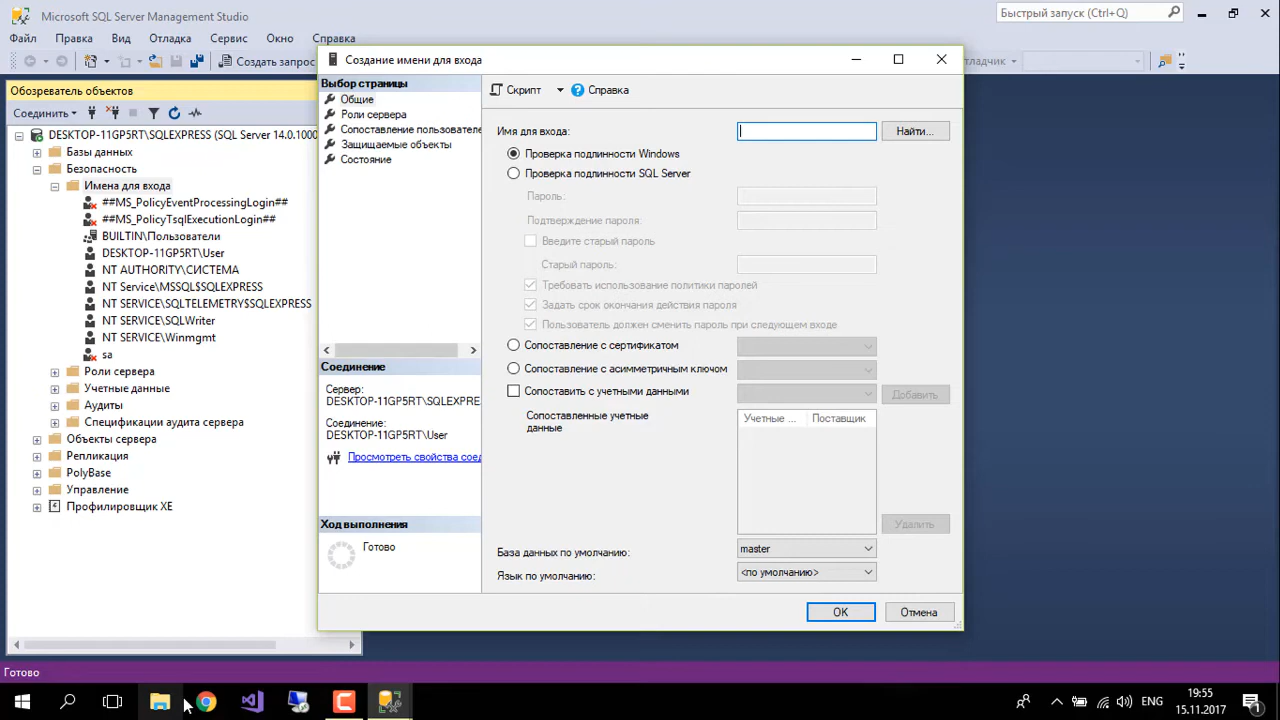 Microsoft SQL Server Management Studio
Быстрый запуск (Ctrl+Q)
Файл Правка Вид Отладка Сервис Окно Справка
Создать запрос
тладчик
Обозреватель объектов
Соединить
DESKTOP-11GP5RT\SQLEXPRESS (SQL Server 14.0.1000
Базы данных
Безопасность
Имена для входа
##MS_PolicyEventProcessingLogin##
##MS_PolicyTsqlExecutionLogin##
BUILTIN\Пользователи
DESKTOP-11GP5RT\User
NT AUTHORITY\СИСТЕМА
NT Service\MSSQL$SQLEXPRESS
NT SERVICE\SQLTELEMETRY$SQLEXPRESS
NT SERVICE\SQLWriter
NT SERVICE\Winmgmt
sa
Роли сервера
Учетные данные
Аудиты
Спецификации аудита сервера
Объекты сервера
Репликация
PolyBase
Управление
Профилировщик XE
Создание имени для входа
Выбор страницы
Общие
Роли сервера
Сопоставление пользователе
Защищаемые объекты
Состояние
Соединение
Сервер:
DESKTOP-11GP5RT\SQLEXPRE
Соединение:
DESKTOP-11GP5RT\User
Просмотреть свойства соед
Ход выполнения
Готово
Скрипт Справка
Имя для входа: Найти...
Проверка подлинности Windows
Проверка подлинности SQL Server
Пароль:
Подтверждение пароля:
Введите старый пароль
Старый пароль:
Требовать использование политики паролей
Задать срок окончания действия пароля
Пользователь должен сменить пароль при следующем входе
Сопоставление с сертификатом
Сопоставление с асимметричным ключом
Сопоставить с учетными данными Добавить
Сопоставленные учетные
данные
Учетные ... Поставщик
Удалить
База данных по умолчанию: master
Язык по умолчанию: <по умолчанию>
OK Отмена
Готово
ENG
19:55
15.11.2017
1